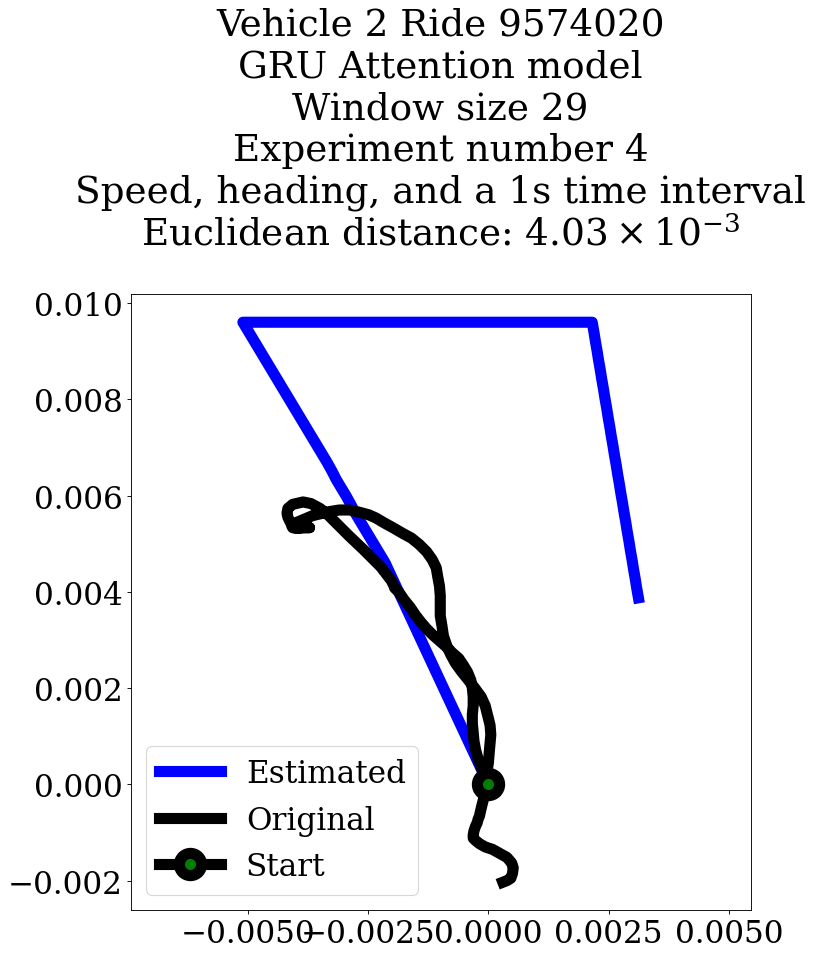 Vehicle 2 Ride 9574020
GRU Attention model
Window size 29
Experiment number 4
Speed, heading, and a 1s time interval
Euclidean distance: 4.03 × 10⁻³
0.010
0.008
0.006
0.004
0.002
0.000
−0.002
Estimated
Original
Start
−0.0050 −0.0025 0.0000 0.0025 0.0050